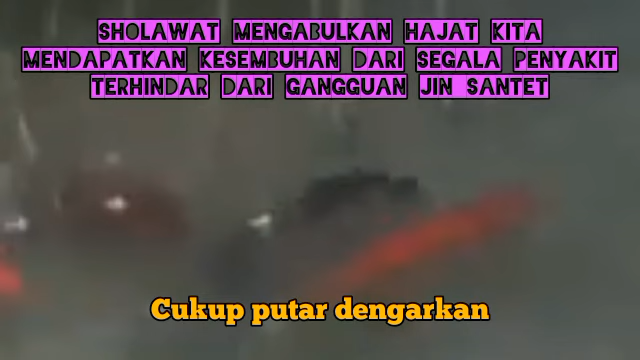 SHOLAWAT MENGABULKAN HAJAT KITA
MENDAPATKAN KESEMBUHAN DARI SEGALA PENYAKIT
TERHINDAR DARI GANGGUAN JIN SANTET
Cukup putar dengarkan